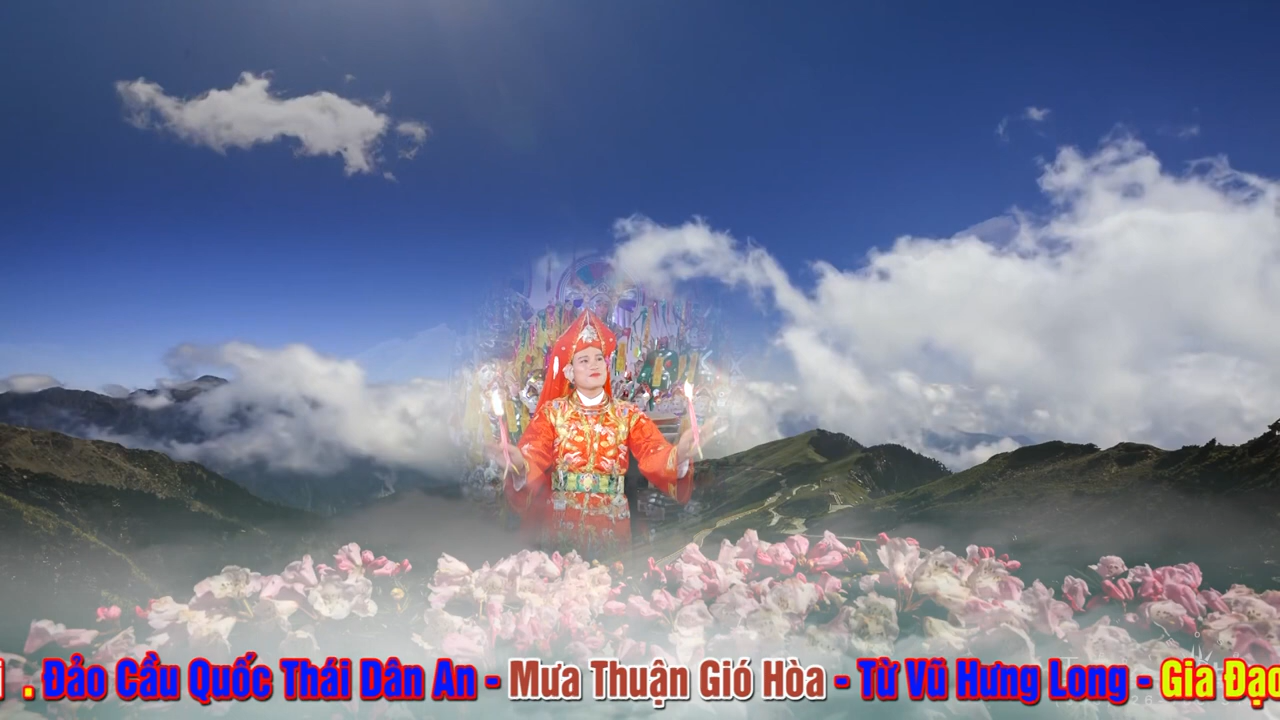 i . Đảo Cầu Quốc Thái Dân An - Mưa Thuận Gió Hòa - Từ Vũ Hưng Long - Gia Đạo